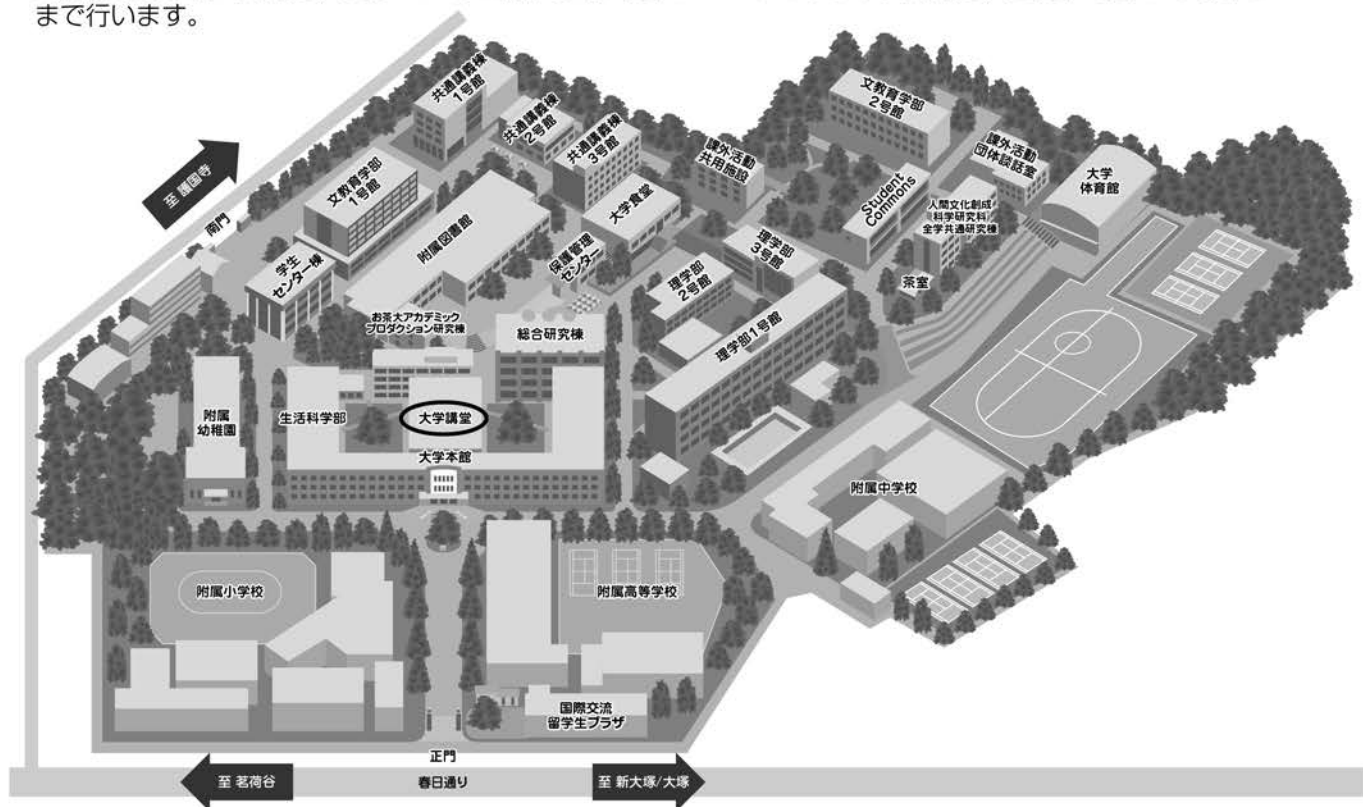 まで行います。
共通講義棟
1号館
共通講義棟
2号館
共通講義棟
3号館
課外活動
共用施設
文教育学部
2号館
課外活動
団体談話室
大学
体育館
至 護国寺
南門
文教育学部
1号館
附属図書館
大学食堂
Student
Commons
人間文化創成
科学研究科
全学共通研究棟
学生
センター棟
保護管理
センター
理学部
3号館
理学部
2号館
茶室
お茶大アカデミック
プロダクション研究棟
総合研究棟
理学部1号館
附属
幼稚園
生活科学部
大学講堂
大学本館
附属中学校
附属小学校
附属高等学校
国際交流
留学生プラザ
正門
至 茗荷谷
春日通り
至 新大塚/大塚